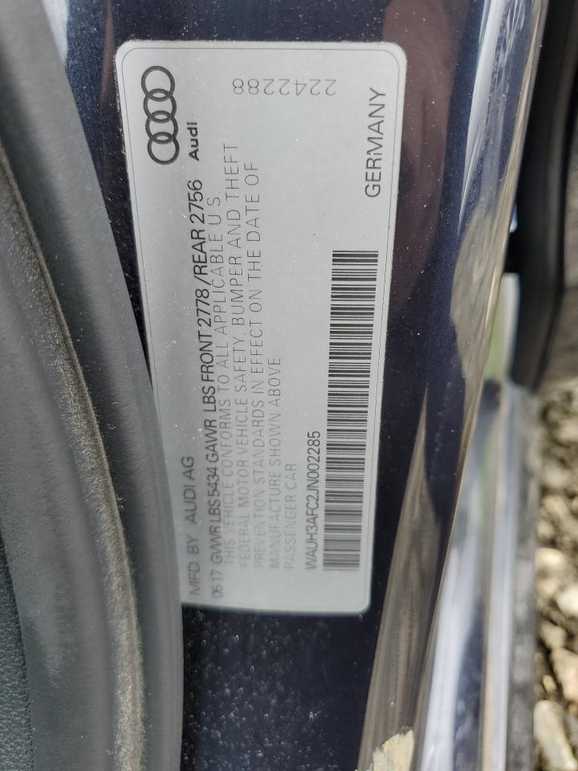 Audi
MFD BY AUDI AG
06 17 GVWR LBS 5434 GAWR LBS FRONT 2778 / REAR 2756
THIS VEHICLE CONFORMS TO ALL APPLICABLE U S
FEDERAL MOTOR VEHICLE SAFETY, BUMPER AND THEFT
PREVENTION STANDARDS IN EFFECT ON THE DATE OF
MANUFACTURE SHOWN ABOVE
PASSENGER CAR
WAUH3AFC2JN002285
2242288
GERMANY